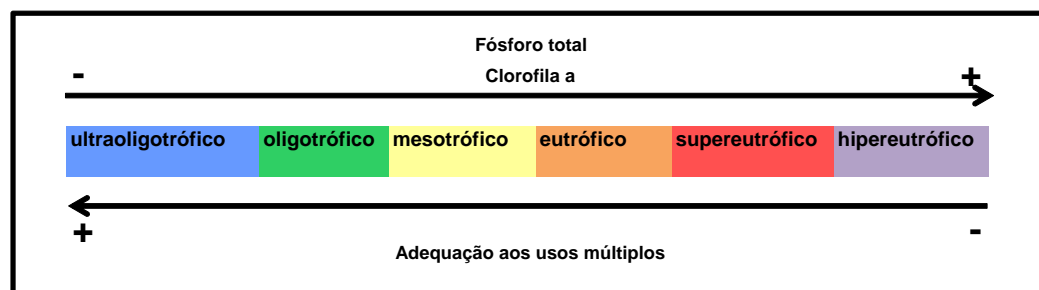 Fósforo total
- Clorofila a +
ultraoligotrófico oligotrófico mesotrófico eutrófico supereutrófico hipereutrófico
+ -
Adequação aos usos múltiplos